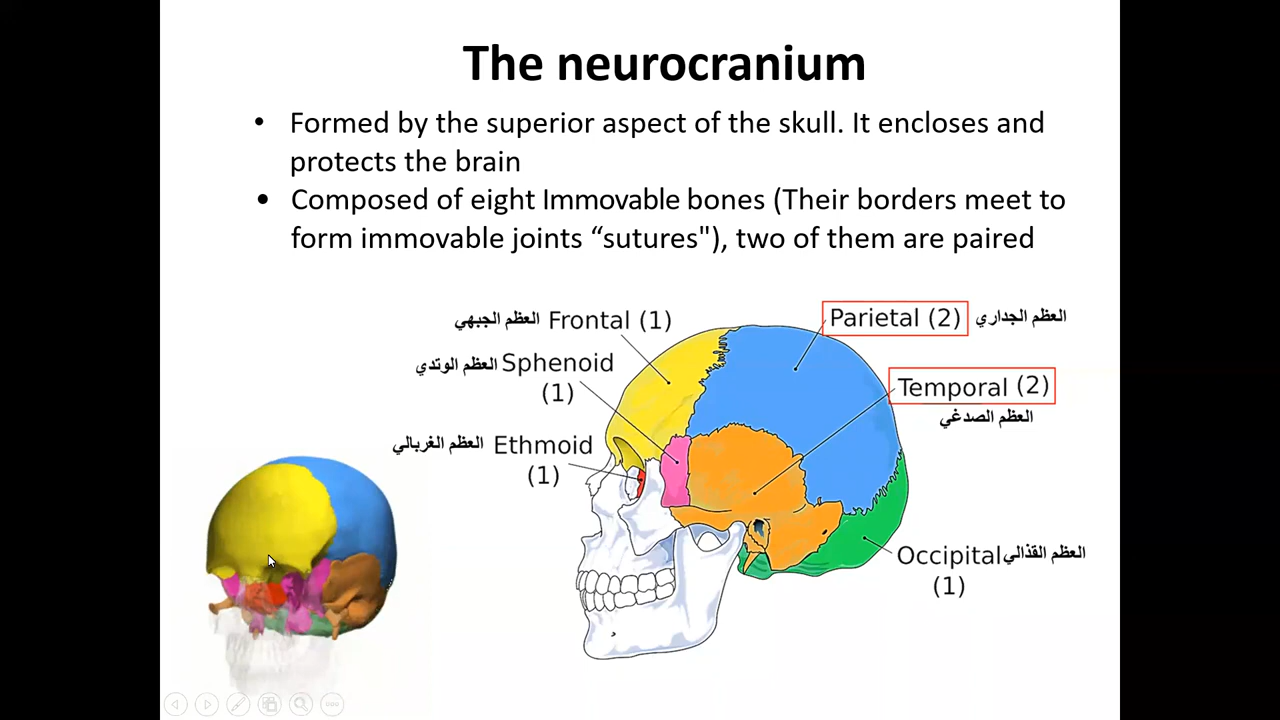 The neurocranium
• Formed by the superior aspect of the skull. It encloses and
protects the brain
• Composed of eight Immovable bones (Their borders meet to
form immovable joints “sutures"), two of them are paired
العظم الجبهي Frontal (1)
Parietal (2) العظم الجداري
العظم الوتدي Sphenoid
(1)
Temporal (2)
العظم الصدغي
العظم الغربالي Ethmoid
(1)
Occipital العظم القذالي
(1)